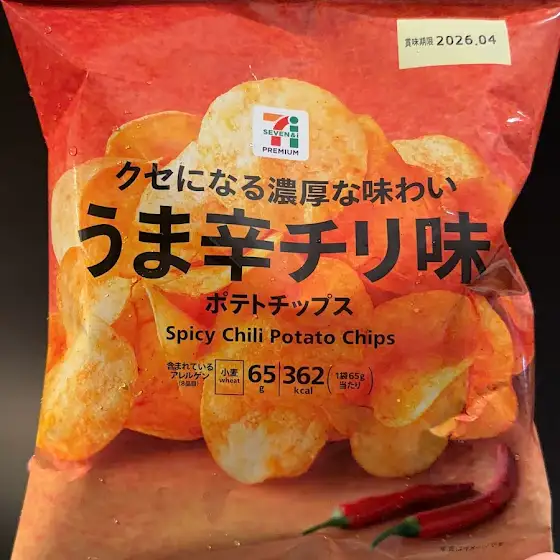 賞味期限 2026.04
SEVEN&i
PREMIUM
クセになる濃厚な味わい
うま辛チリ味
ポテトチップス
Spicy Chili Potato Chips
含まれている
アレルゲン
小麦
wheat
65
g
362
kcal
1袋65g
当たり